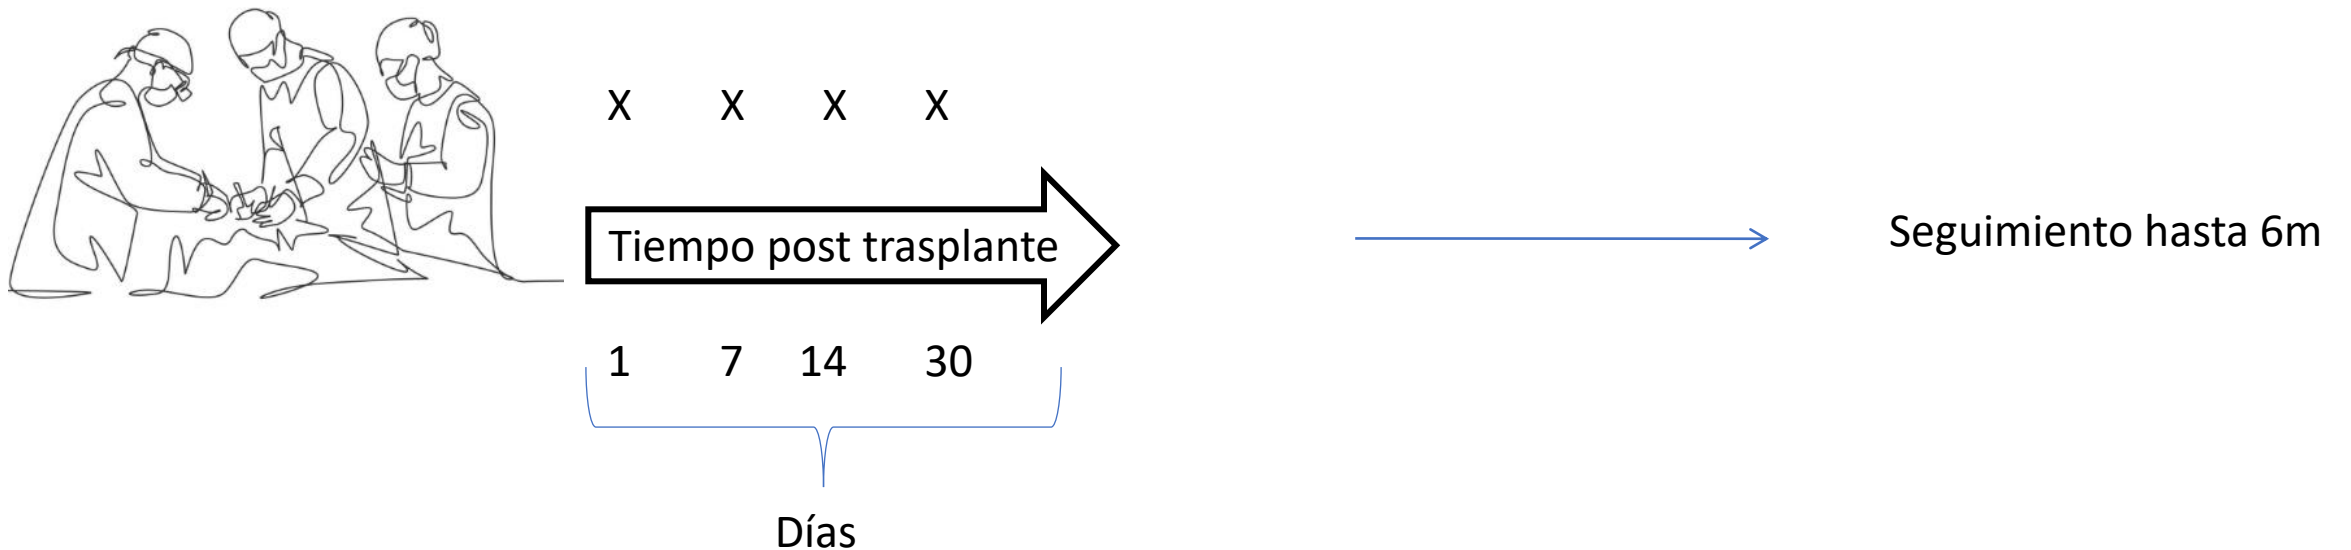 X X X X
Tiempo post trasplante
Seguimiento hasta 6m
1 7 14 30
Días